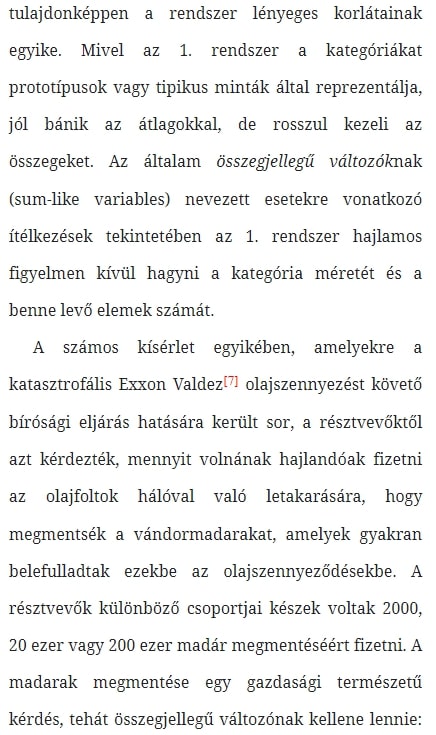 tulajdonképpen a rendszer lényeges korlátainak
egyike. Mivel az 1. rendszer a kategóriákat
prototípusok vagy tipikus minták által reprezentálja,
jól bánik az átlagokkal, de rosszul kezeli az
összegeket. Az általam összegjellegű változóknak
(sum-like variables) nevezett esetekre vonatkozó
ítélkezések tekintetében az 1. rendszer hajlamos
figyelmen kívül hagyni a kategória méretét és a
benne levő elemek számát.
A számos kísérlet egyikében, amelyekre a
katasztrofális Exxon Valdez[7] olajszennyezést követő
bírósági eljárás hatására került sor, a résztvevőktől
azt kérdezték, mennyit volnának hajlandóak fizetni
az olajfoltok hálóval való letakarására, hogy
megmentsék a vándormadarakat, amelyek gyakran
belefulladtak ezekbe az olajszennyeződésekbe. A
résztvevők különböző csoportjai készek voltak 2000,
20 ezer vagy 200 ezer madár megmentéséért fizetni. A
madarak megmentése egy gazdasági természetű
kérdés, tehát összegjellegű változónak kellene lennie: